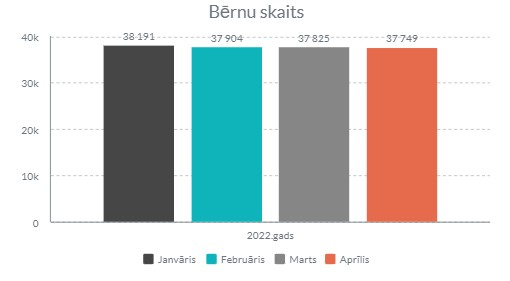 Bērnu skaits
40k
30k
20k
10k
0
38 191
37 904
37 825
37 749
2022.gads
Janvāris Februāris Marts Aprīlis